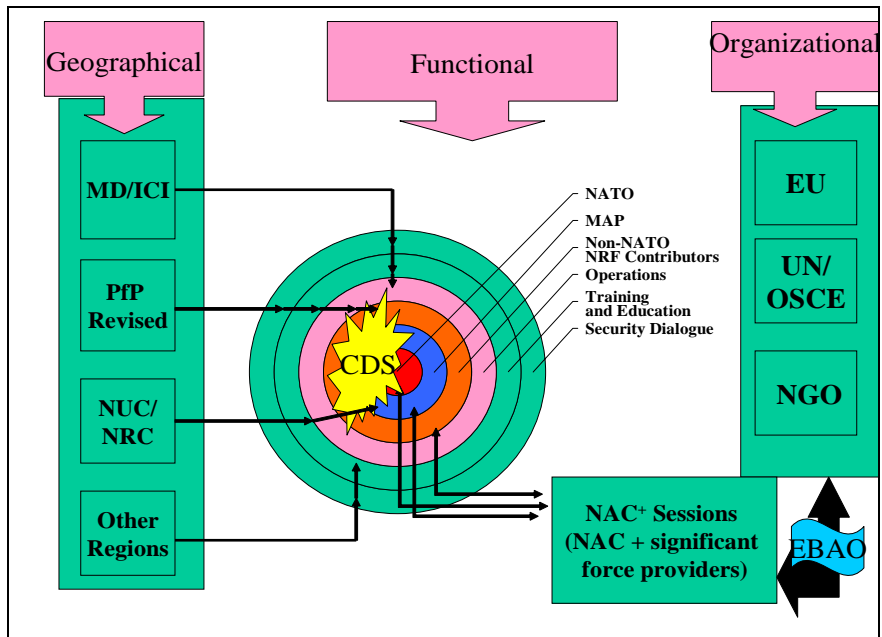 Geographical
Functional
Organizational
MD/ICI
PfP
Revised
NUC/
NRC
Other
Regions
CDS
NATO
MAP
Non-NATO
NRF Contributors
Operations
Training
and Education
Security Dialogue
EU
UN/
OSCE
NGO
NAC+ Sessions
(NAC + significant
force providers)
EBAO